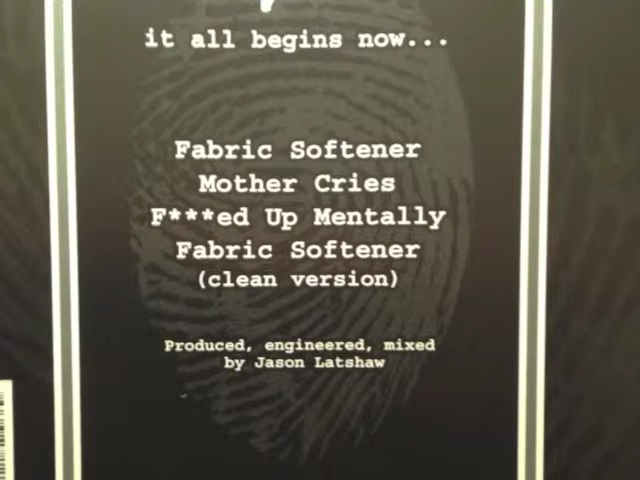 it all begins now...
Fabric Softener
Mother Cries
F***ed Up Mentally
Fabric Softener
(clean version)
Produced, engineered, mixed
by Jason Latshaw